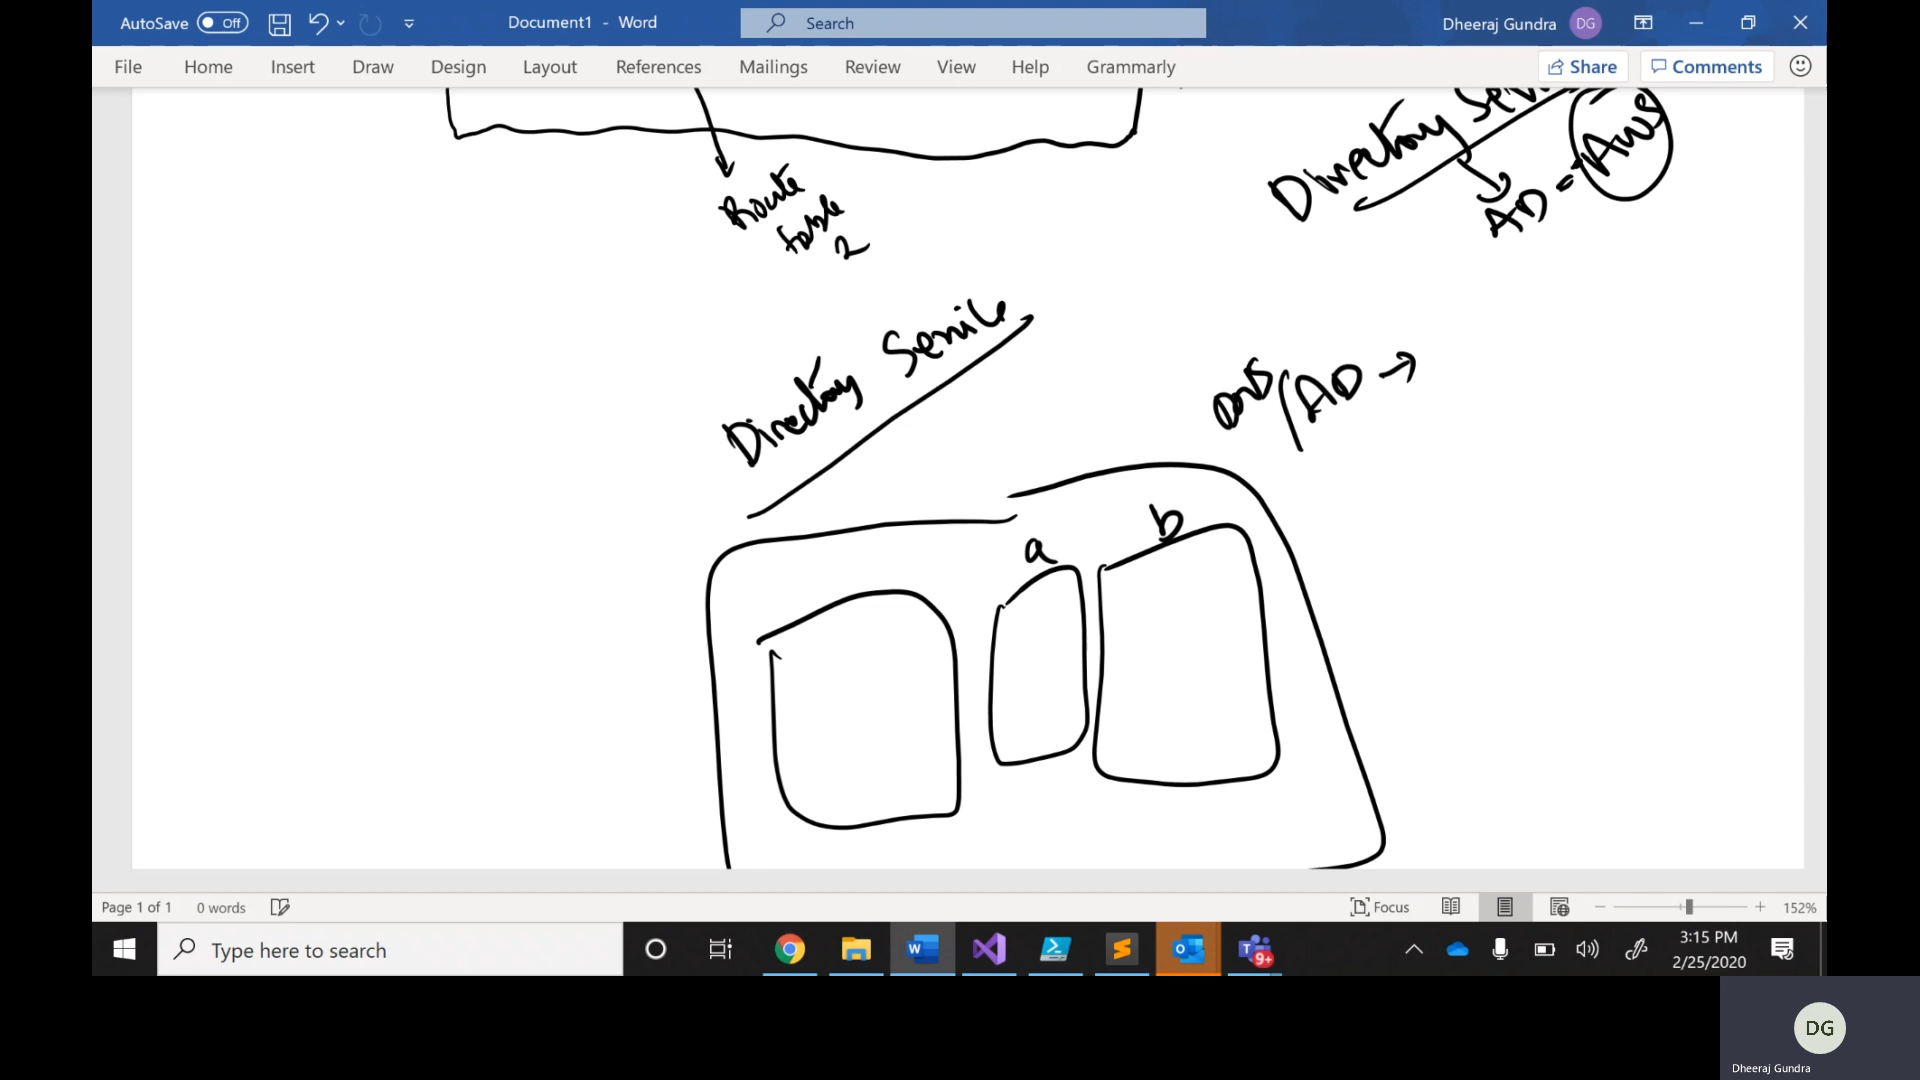 AutoSave Off Document1 - Word Search Dheeraj Gundra DG
File Home Insert Draw Design Layout References Mailings Review View Help Grammarly Share Comments
Directory
AD - Aws
Route
table
2
Directory Service
/AD →
a
b
Page 1 of 1 0 words Focus 152%
Type here to search
W
O
T 9+
3:15 PM
2/25/2020
DG
Dheeraj Gundra